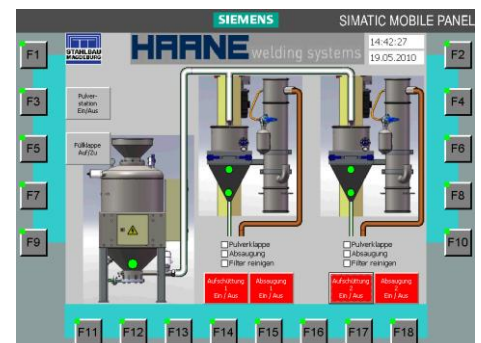 SIEMENS
SIMATIC MOBILE PANEL
STAHLBAU
MAGDEBURG
HAANE welding systems
14:42:27
19.05.2010
F1
F2
Pulver-
station
Ein/Aus
F3
F4
Füllklappe
Auf/Zu
F5
F6
F7
F8
F9
F10
Pulverklappe
Absaugung
Filter reinigen
Pulverklappe
Absaugung
Filter reinigen
Aufschüttung
1
Ein / Aus
Absaugung
1
Ein / Aus
Aufschüttung
2
Ein / Aus
Absaugung
2
Ein / Aus
F11
F12
F13
F14
F15
F16
F17
F18